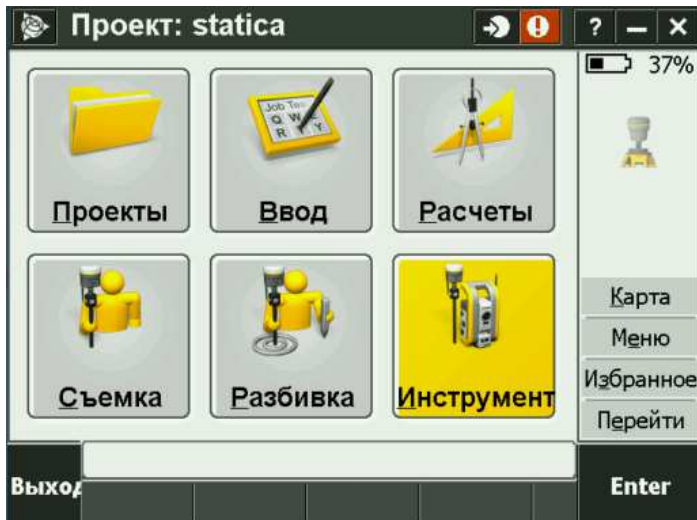 Проект: statica
?
37%
Проекты
Ввод
Расчеты
Съемка
Разбивка
Инструмент
Карта
Меню
Избранное
Перейти
Выход
Enter